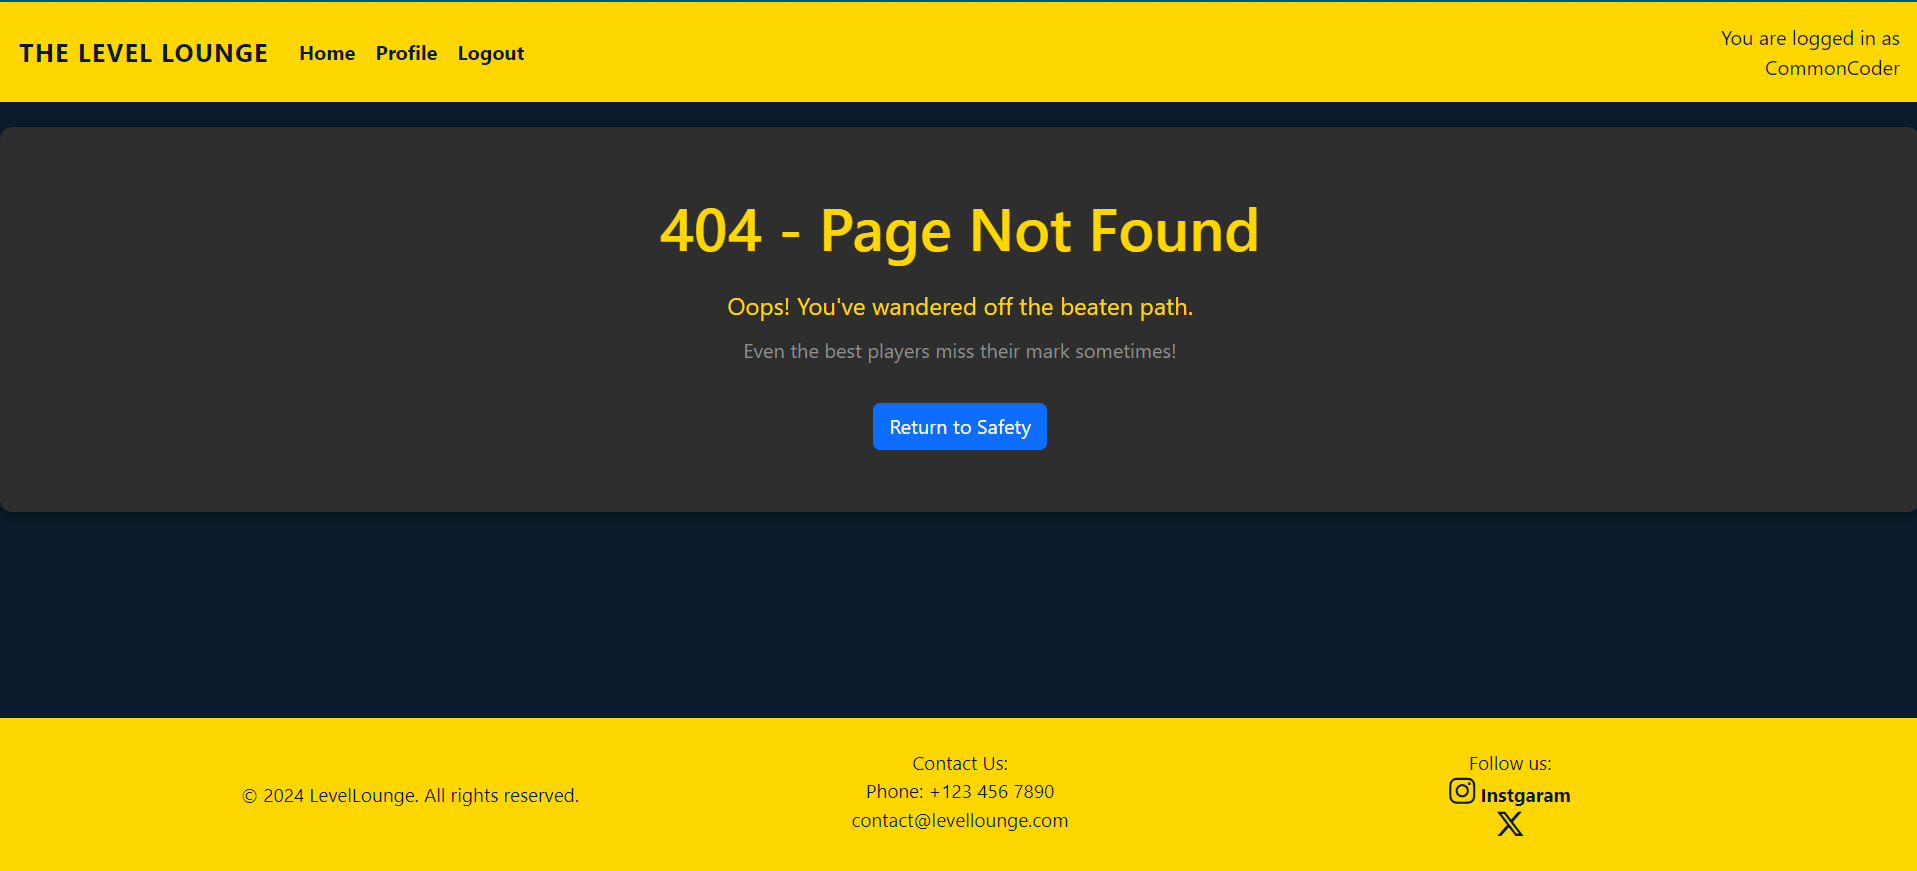 THE LEVEL LOUNGE Home Profile Logout
You are logged in as
CommonCoder
404 - Page Not Found
Oops! You've wandered off the beaten path.
Even the best players miss their mark sometimes!
Return to Safety
© 2024 LevelLounge. All rights reserved.
Contact Us:
Phone: +123 456 7890
contact@levellounge.com
Follow us:
Instgaram